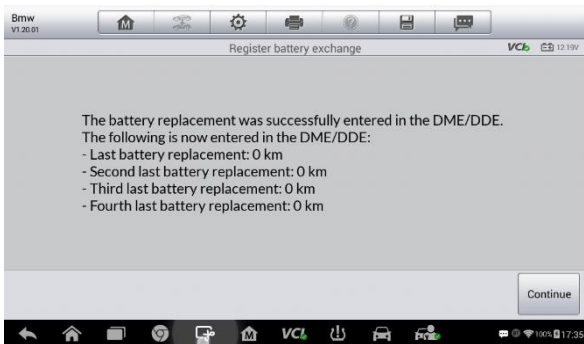 Bmw
V1.20.01
M
Register battery exchange
VCI
12.19V
The battery replacement was successfully entered in the DME/DDE.
The following is now entered in the DME/DDE:
- Last battery replacement: 0 km
- Second last battery replacement: 0 km
- Third last battery replacement: 0 km
- Fourth last battery replacement: 0 km
Continue
M
VCI
100%
17:35